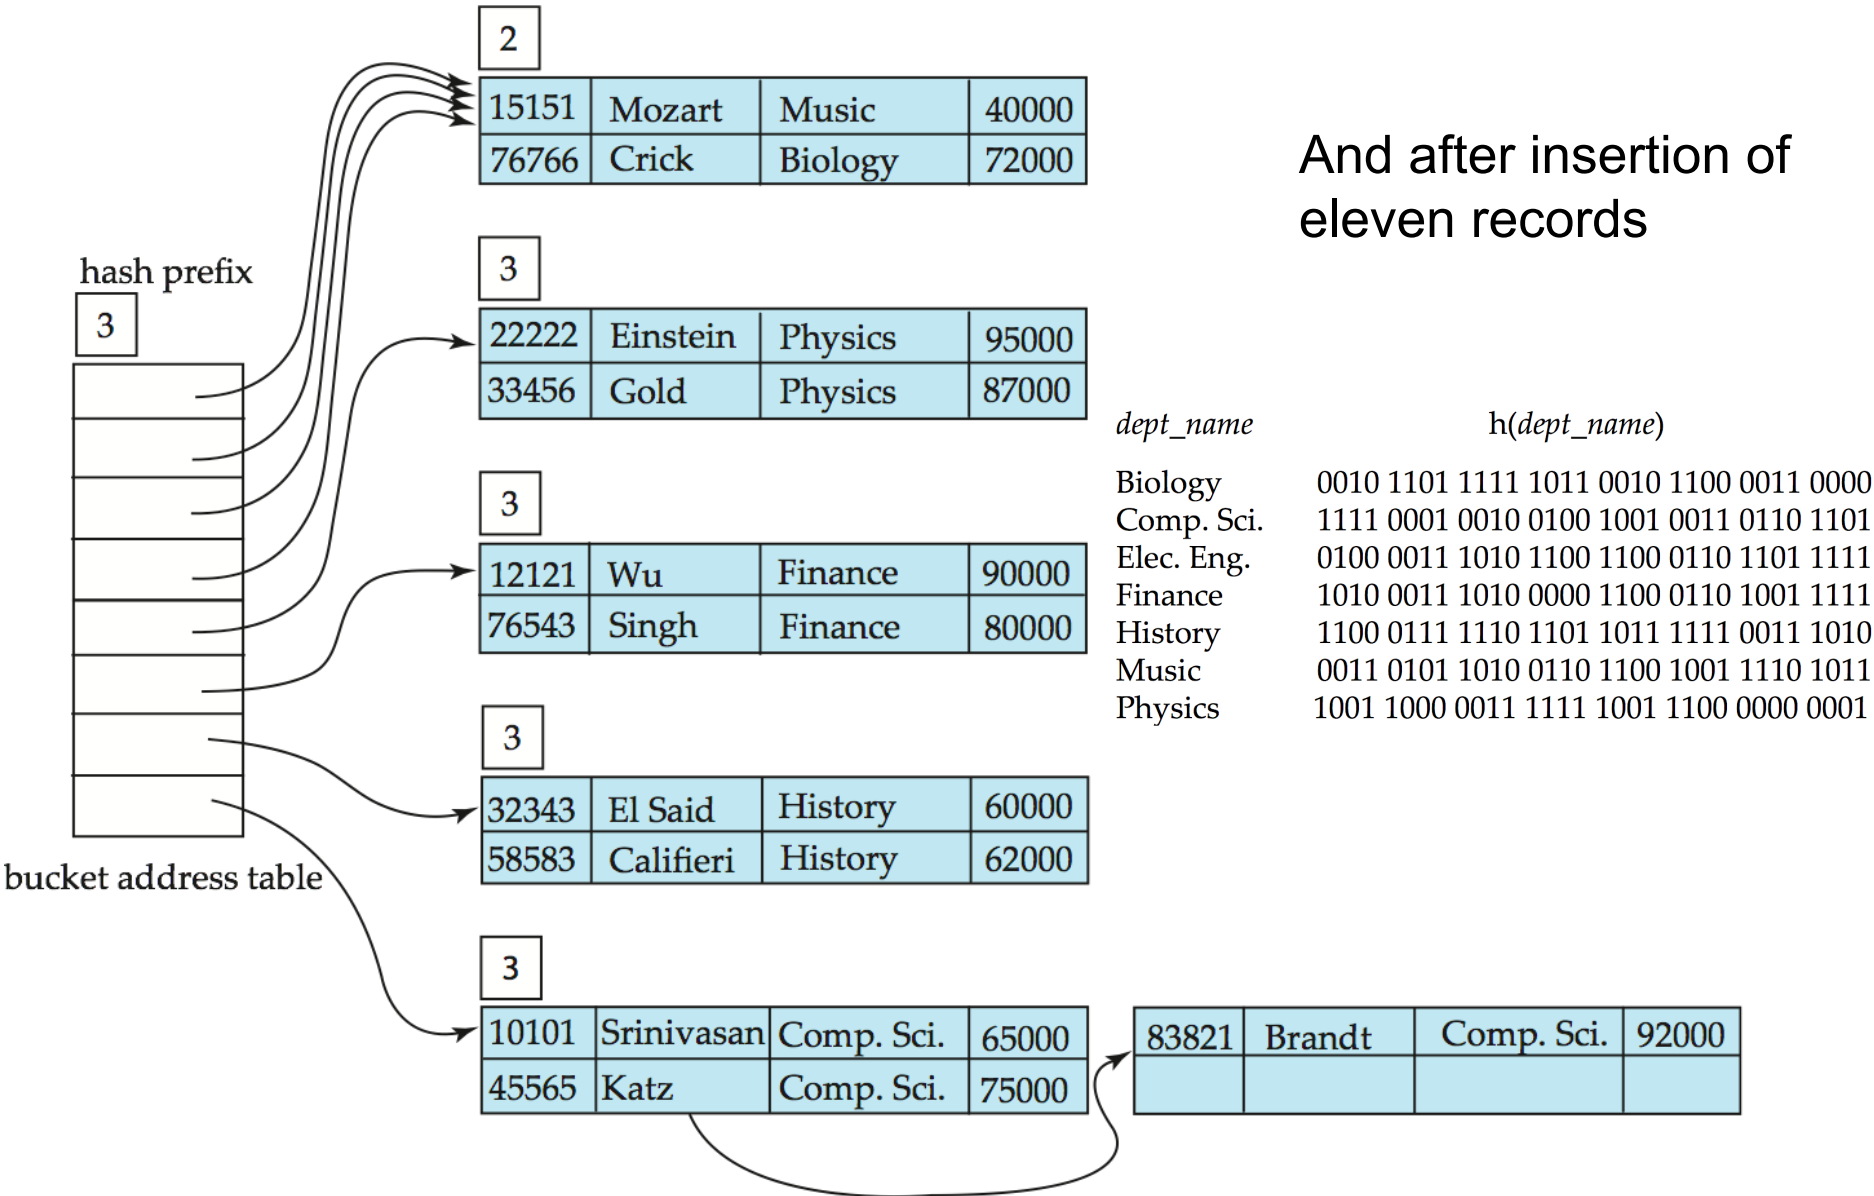 2
15151 Mozart Music 40000
76766 Crick Biology 72000
And after insertion of
eleven records
hash prefix
3
3
22222 Einstein Physics 95000
33456 Gold Physics 87000
dept_name h(dept_name)
Biology 0010 1101 1111 1011 0010 1100 0011 0000
Comp. Sci. 1111 0001 0010 0100 1001 0011 0110 1101
Elec. Eng. 0100 0011 1010 1100 1100 0110 1101 1111
Finance 1010 0011 1010 0000 1100 0110 1001 1111
History 1100 0111 1110 1101 1011 1111 0011 1010
Music 0011 0101 1010 0110 1100 1001 1110 1011
Physics 1001 1000 0011 1111 1001 1100 0000 0001
3
12121 Wu Finance 90000
76543 Singh Finance 80000
3
32343 El Said History 60000
58583 Califieri History 62000
bucket address table
3
10101 Srinivasan Comp. Sci. 65000
45565 Katz Comp. Sci. 75000
83821 Brandt Comp. Sci. 92000